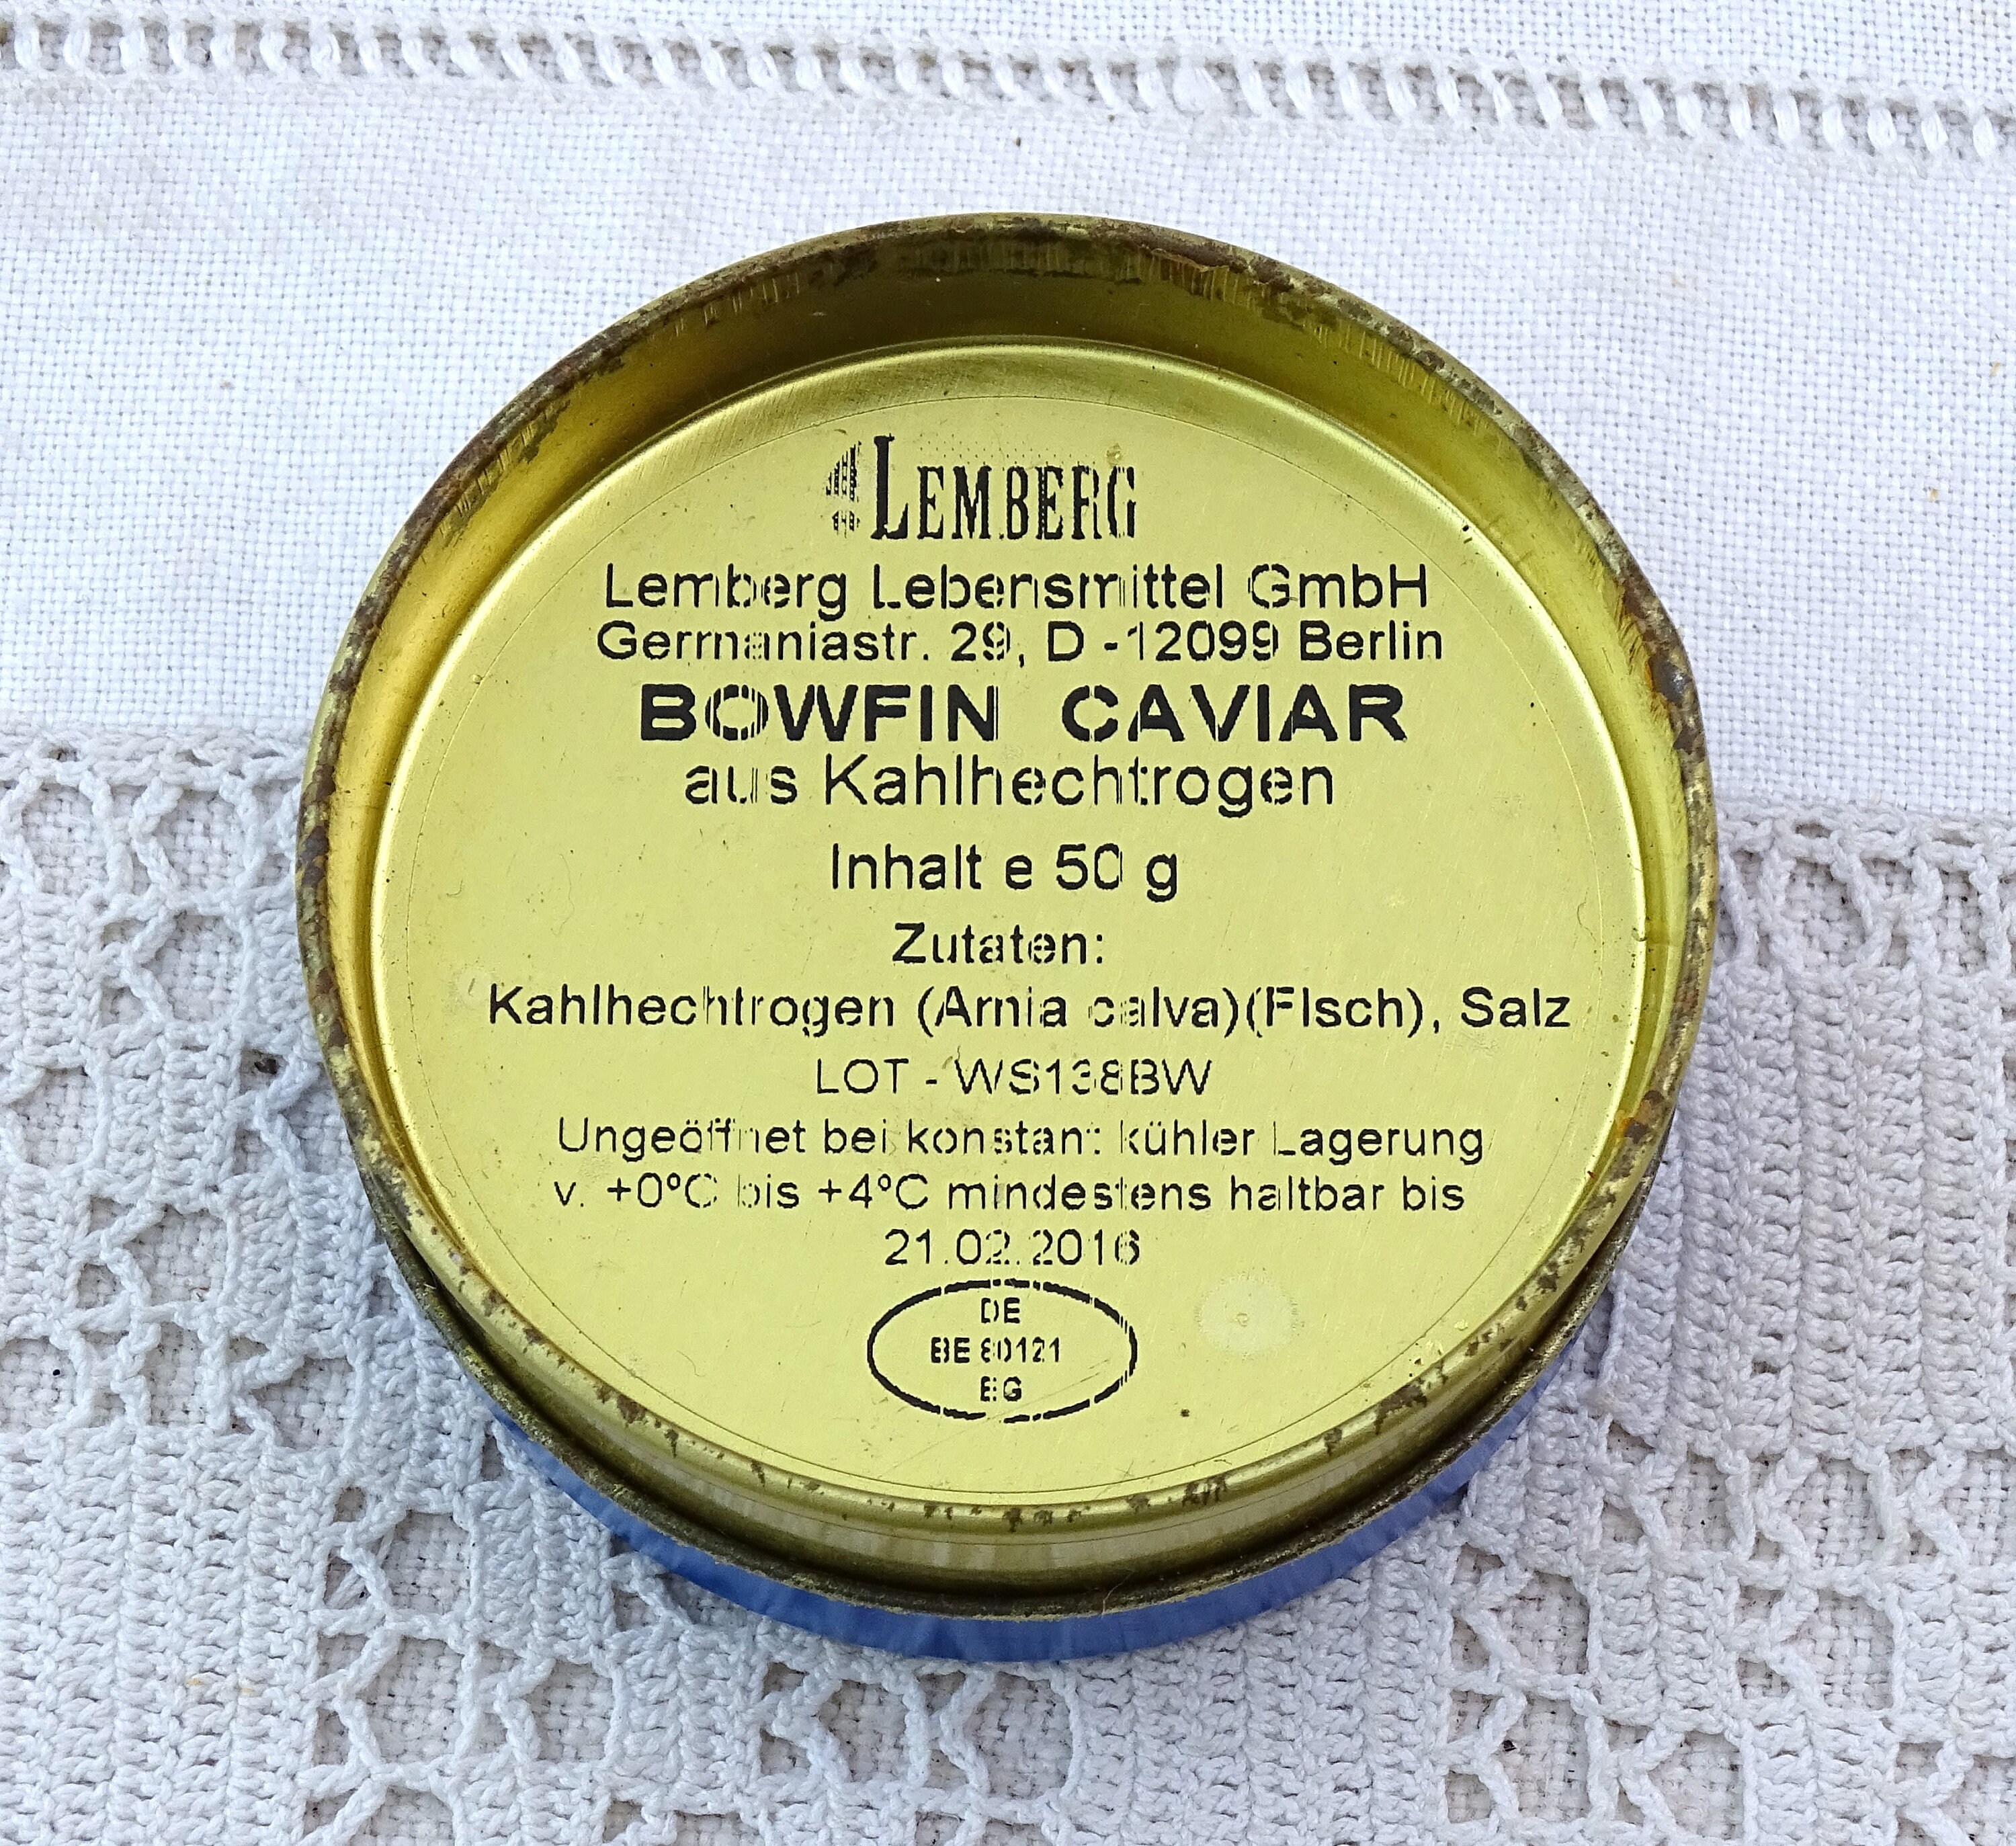 LEMBERG
Lemberg Lebensmittel GmbH
Germaniastr. 29, D -12099 Berlin
BOWFIN CAVIAR
aus Kahlhechtrogen
Inhalt e 50 g
Zutaten:
Kahlhechtrogen (Amia calva)(FIsch), Salz
LOT - WS138BW
Ungeöffnet bei konstant kühler Lagerung
v. +0°C bis +4°C mindestens haltbar bis
21.02.2016
DE
BE 80121
EG